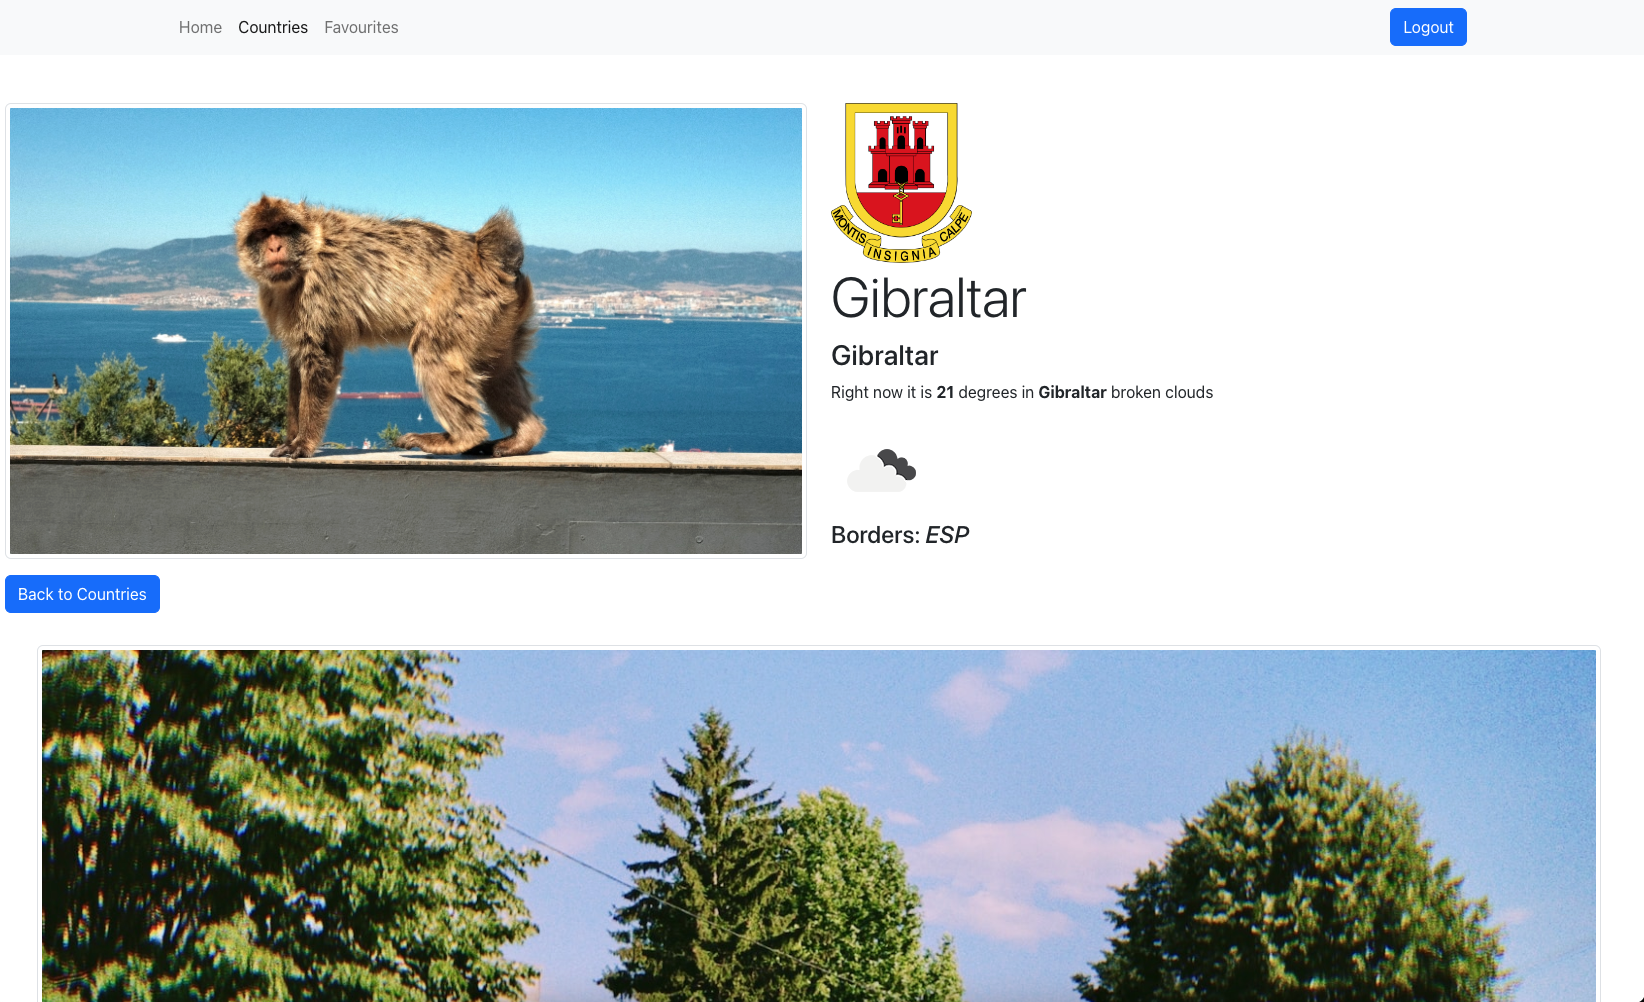 Home Countries Favourites Logout
MONTIS INSIGNIA CALPE
Gibraltar
Gibraltar
Right now it is 21 degrees in Gibraltar broken clouds
Borders: ESP
Back to Countries